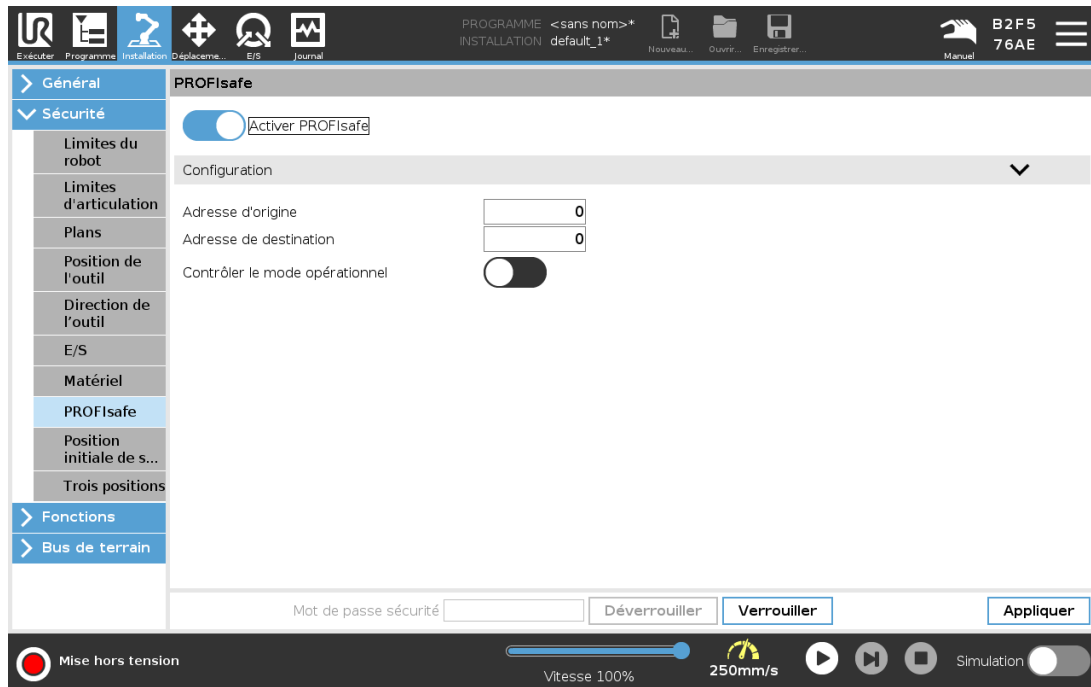 UR
PROGRAMME <sans nom>*
INSTALLATION default_1*
Exécuter Programme Installation Déplaceme... E/S Journal
Nouveau... Ouvrir... Enregistrer...
Manuel
B2F5
76AE
Général
Sécurité
Limites du
robot
Limites
d'articulation
Plans
Position de
l'outil
Direction de
l’outil
E/S
Matériel
PROFIsafe
Position
initiale de s...
Trois positions
Fonctions
Bus de terrain
PROFIsafe
Activer PROFIsafe
Configuration
Adresse d'origine 0
Adresse de destination 0
Contrôler le mode opérationnel
Mot de passe sécurité Déverrouiller Verrouiller Appliquer
Mise hors tension
Vitesse 100%
250mm/s
Simulation